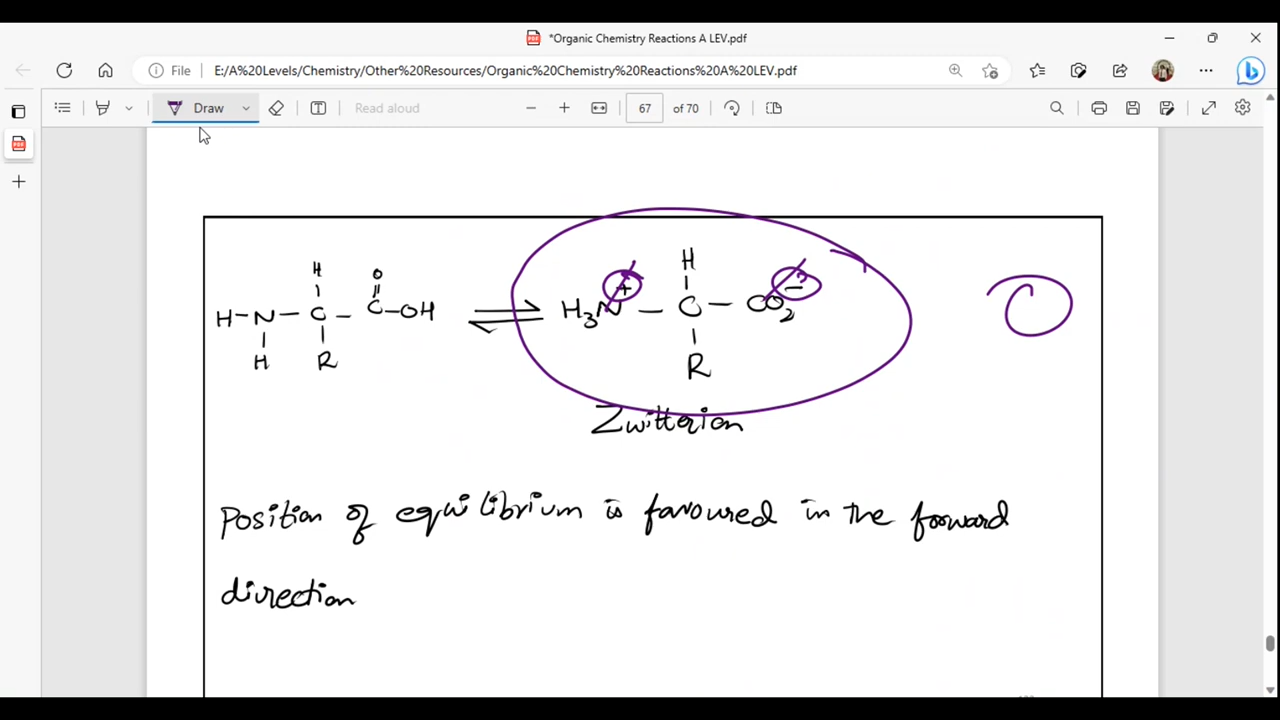 *Organic Chemistry Reactions A LEV.pdf
File
E:/A%20Levels/Chemistry/Other%20Resources/Organic%20Chemistry%20Reactions%20A%20LEV.pdf
Draw
Read aloud
67 of 70
H O H
H–N–C–C–OH ⇌ H₃N⁺–C–CO₂⁻
H R R
Zwitterion
Position of equilibrium is favoured in the forward
direction